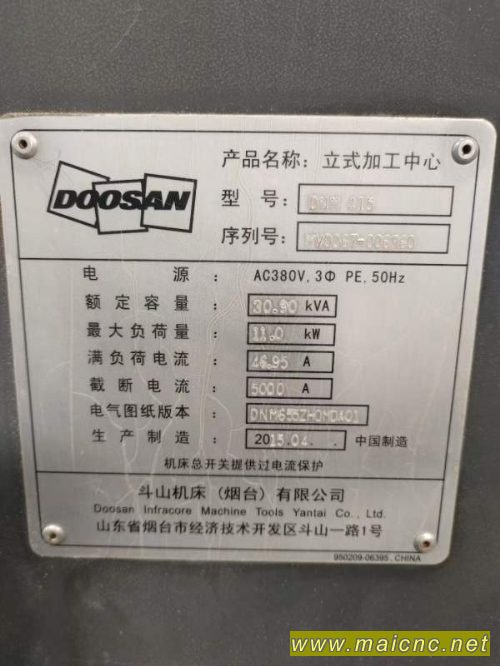 DOOSAN
产品名称: 立式加工中心
型 号:
序列号:
电 源 : AC380V, 3Φ PE, 50Hz
额定容量 : 30.90 kVA
最大负荷量 : 11.0 kW
满负荷电流 : 46.95 A
截断电流 : 5000 A
电气图纸版本: DNM655ZHOMDA01
生产制造 : 2015.04. . 中国制造
机床总开关提供过电流保护
斗山机床 (烟台) 有限公司
Doosan Infracore Machine Tools Yantai Co., Ltd.
山东省烟台市经济技术开发区斗山一路1号
950209-06395, CHINA
www.maicnc.net